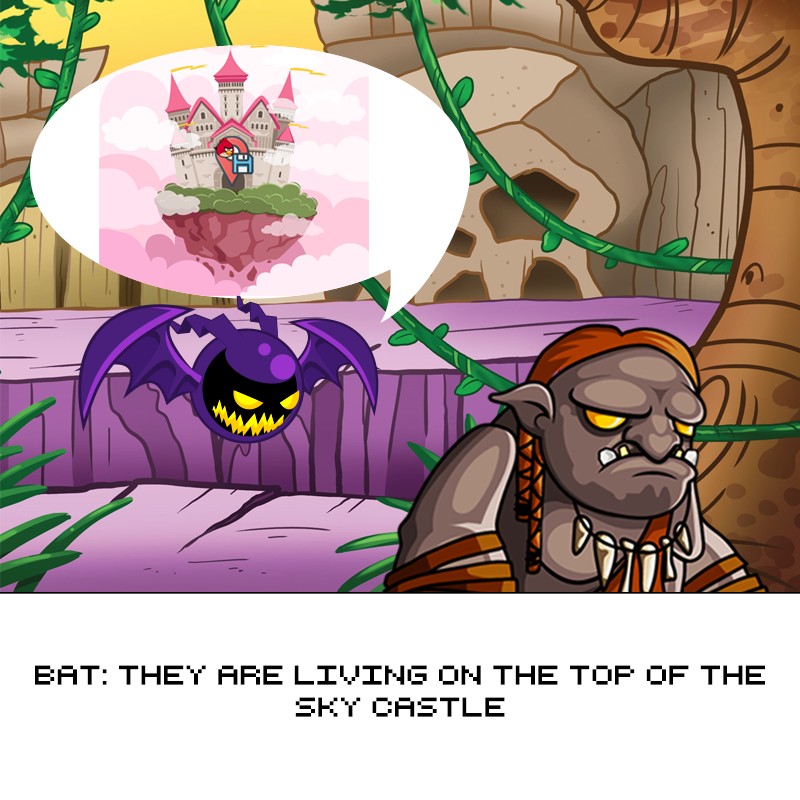 BAT: THEY ARE LIVING ON THE TOP OF THE
SKY CASTLE